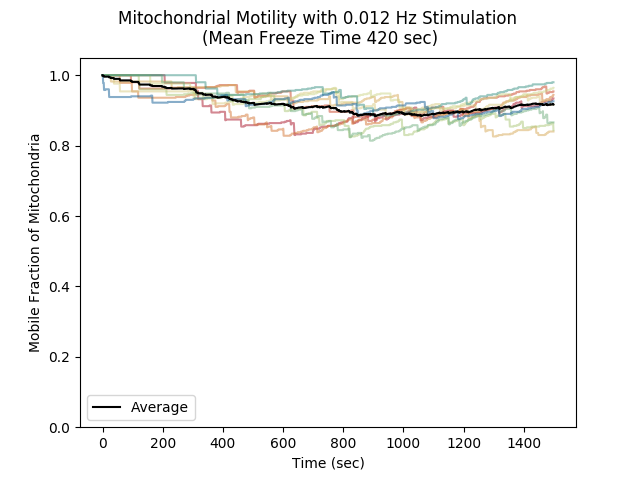 Mitochondrial Motility with 0.012 Hz Stimulation
(Mean Freeze Time 420 sec)
Mobile Fraction of Mitochondria
1.0
0.8
0.6
0.4
0.2
0.0
Average
0 200 400 600 800 1000 1200 1400
Time (sec)